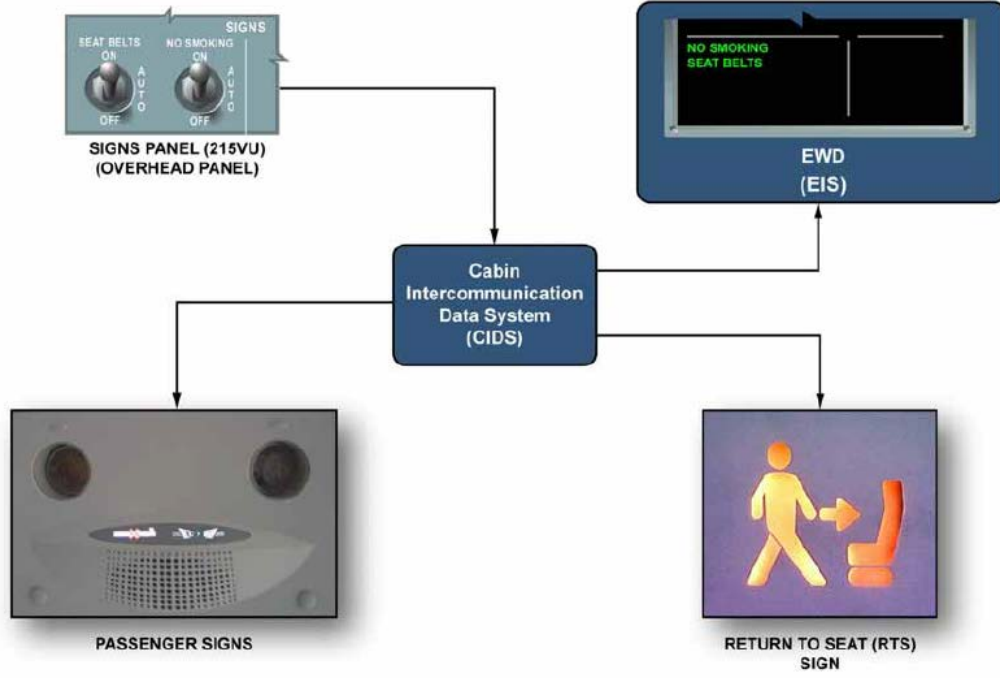 SIGNS
SEAT BELTS
ON
AUTO
OFF
NO SMOKING
ON
AUTO
OFF
SIGNS PANEL (215VU)
(OVERHEAD PANEL)
NO SMOKING
SEAT BELTS
EWD
(EIS)
Cabin
Intercommunication
Data System
(CIDS)
PASSENGER SIGNS
RETURN TO SEAT (RTS)
SIGN